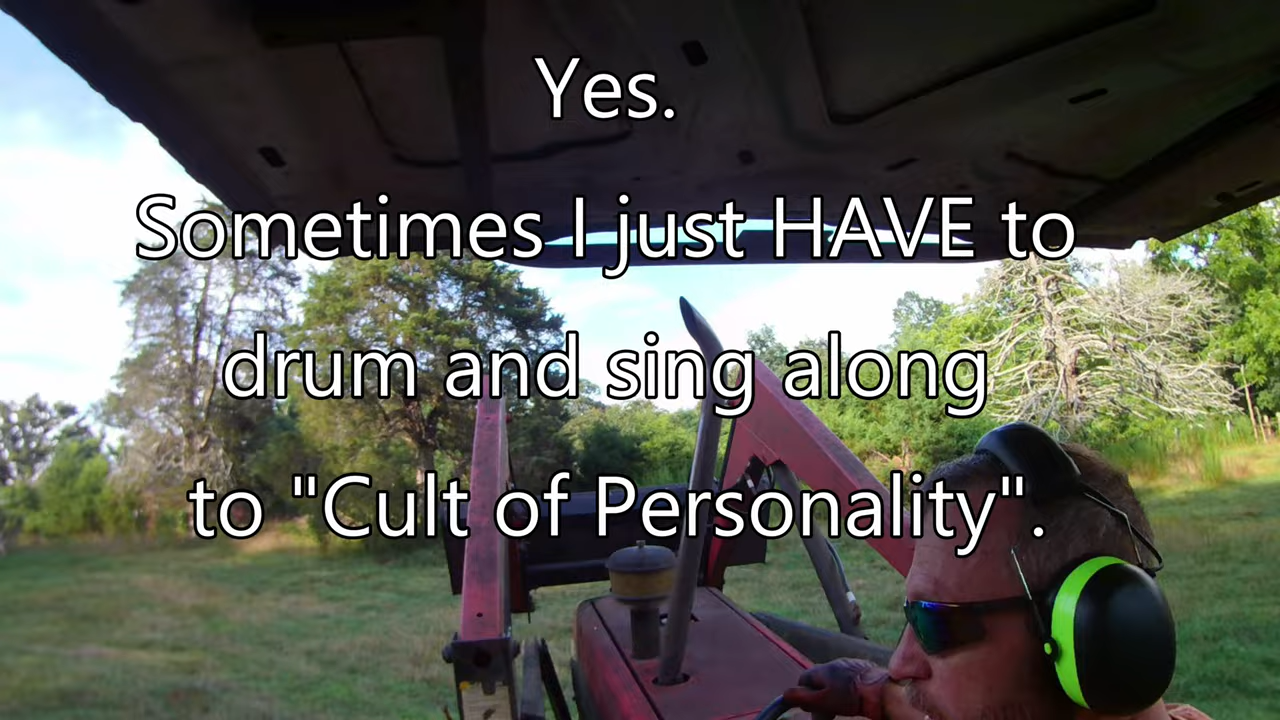 Yes.
Sometimes I just HAVE to
drum and sing along
to "Cult of Personality".